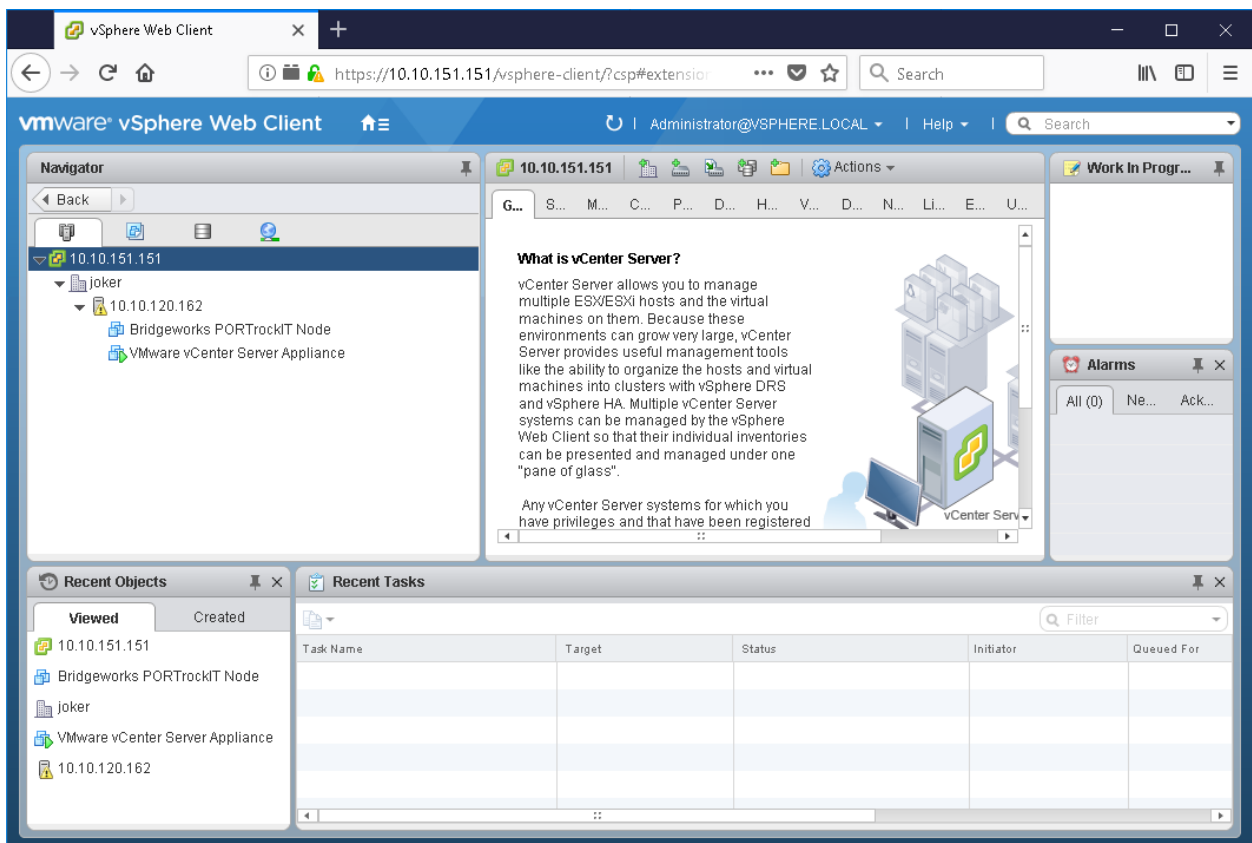 vSphere Web Client
https://10.10.151.151/vsphere-client/?csp#extension
Search
vmware® vSphere Web Client
Administrator@VSPHERE.LOCAL
Help
Search
Navigator
Back
10.10.151.151
joker
10.10.120.162
Bridgeworks PORTrockIT Node
VMware vCenter Server Appliance
10.10.151.151
Actions
G...
S...
M...
C...
P...
D...
H...
V...
D...
N...
Li...
E...
U...
What is vCenter Server?
vCenter Server allows you to manage
multiple ESX/ESXi hosts and the virtual
machines on them. Because these
environments can grow very large, vCenter
Server provides useful management tools
like the ability to organize the hosts and virtual
machines into clusters with vSphere DRS
and vSphere HA. Multiple vCenter Server
systems can be managed by the vSphere
Web Client so that their individual inventories
can be presented and managed under one
"pane of glass".
Any vCenter Server systems for which you
have privileges and that have been registered
vCenter Serv
Work In Progr...
Alarms
All (0)
Ne...
Ack...
Recent Objects
Viewed
Created
10.10.151.151
Bridgeworks PORTrockIT Node
joker
VMware vCenter Server Appliance
10.10.120.162
Recent Tasks
Filter
Task Name
Target
Status
Initiator
Queued For